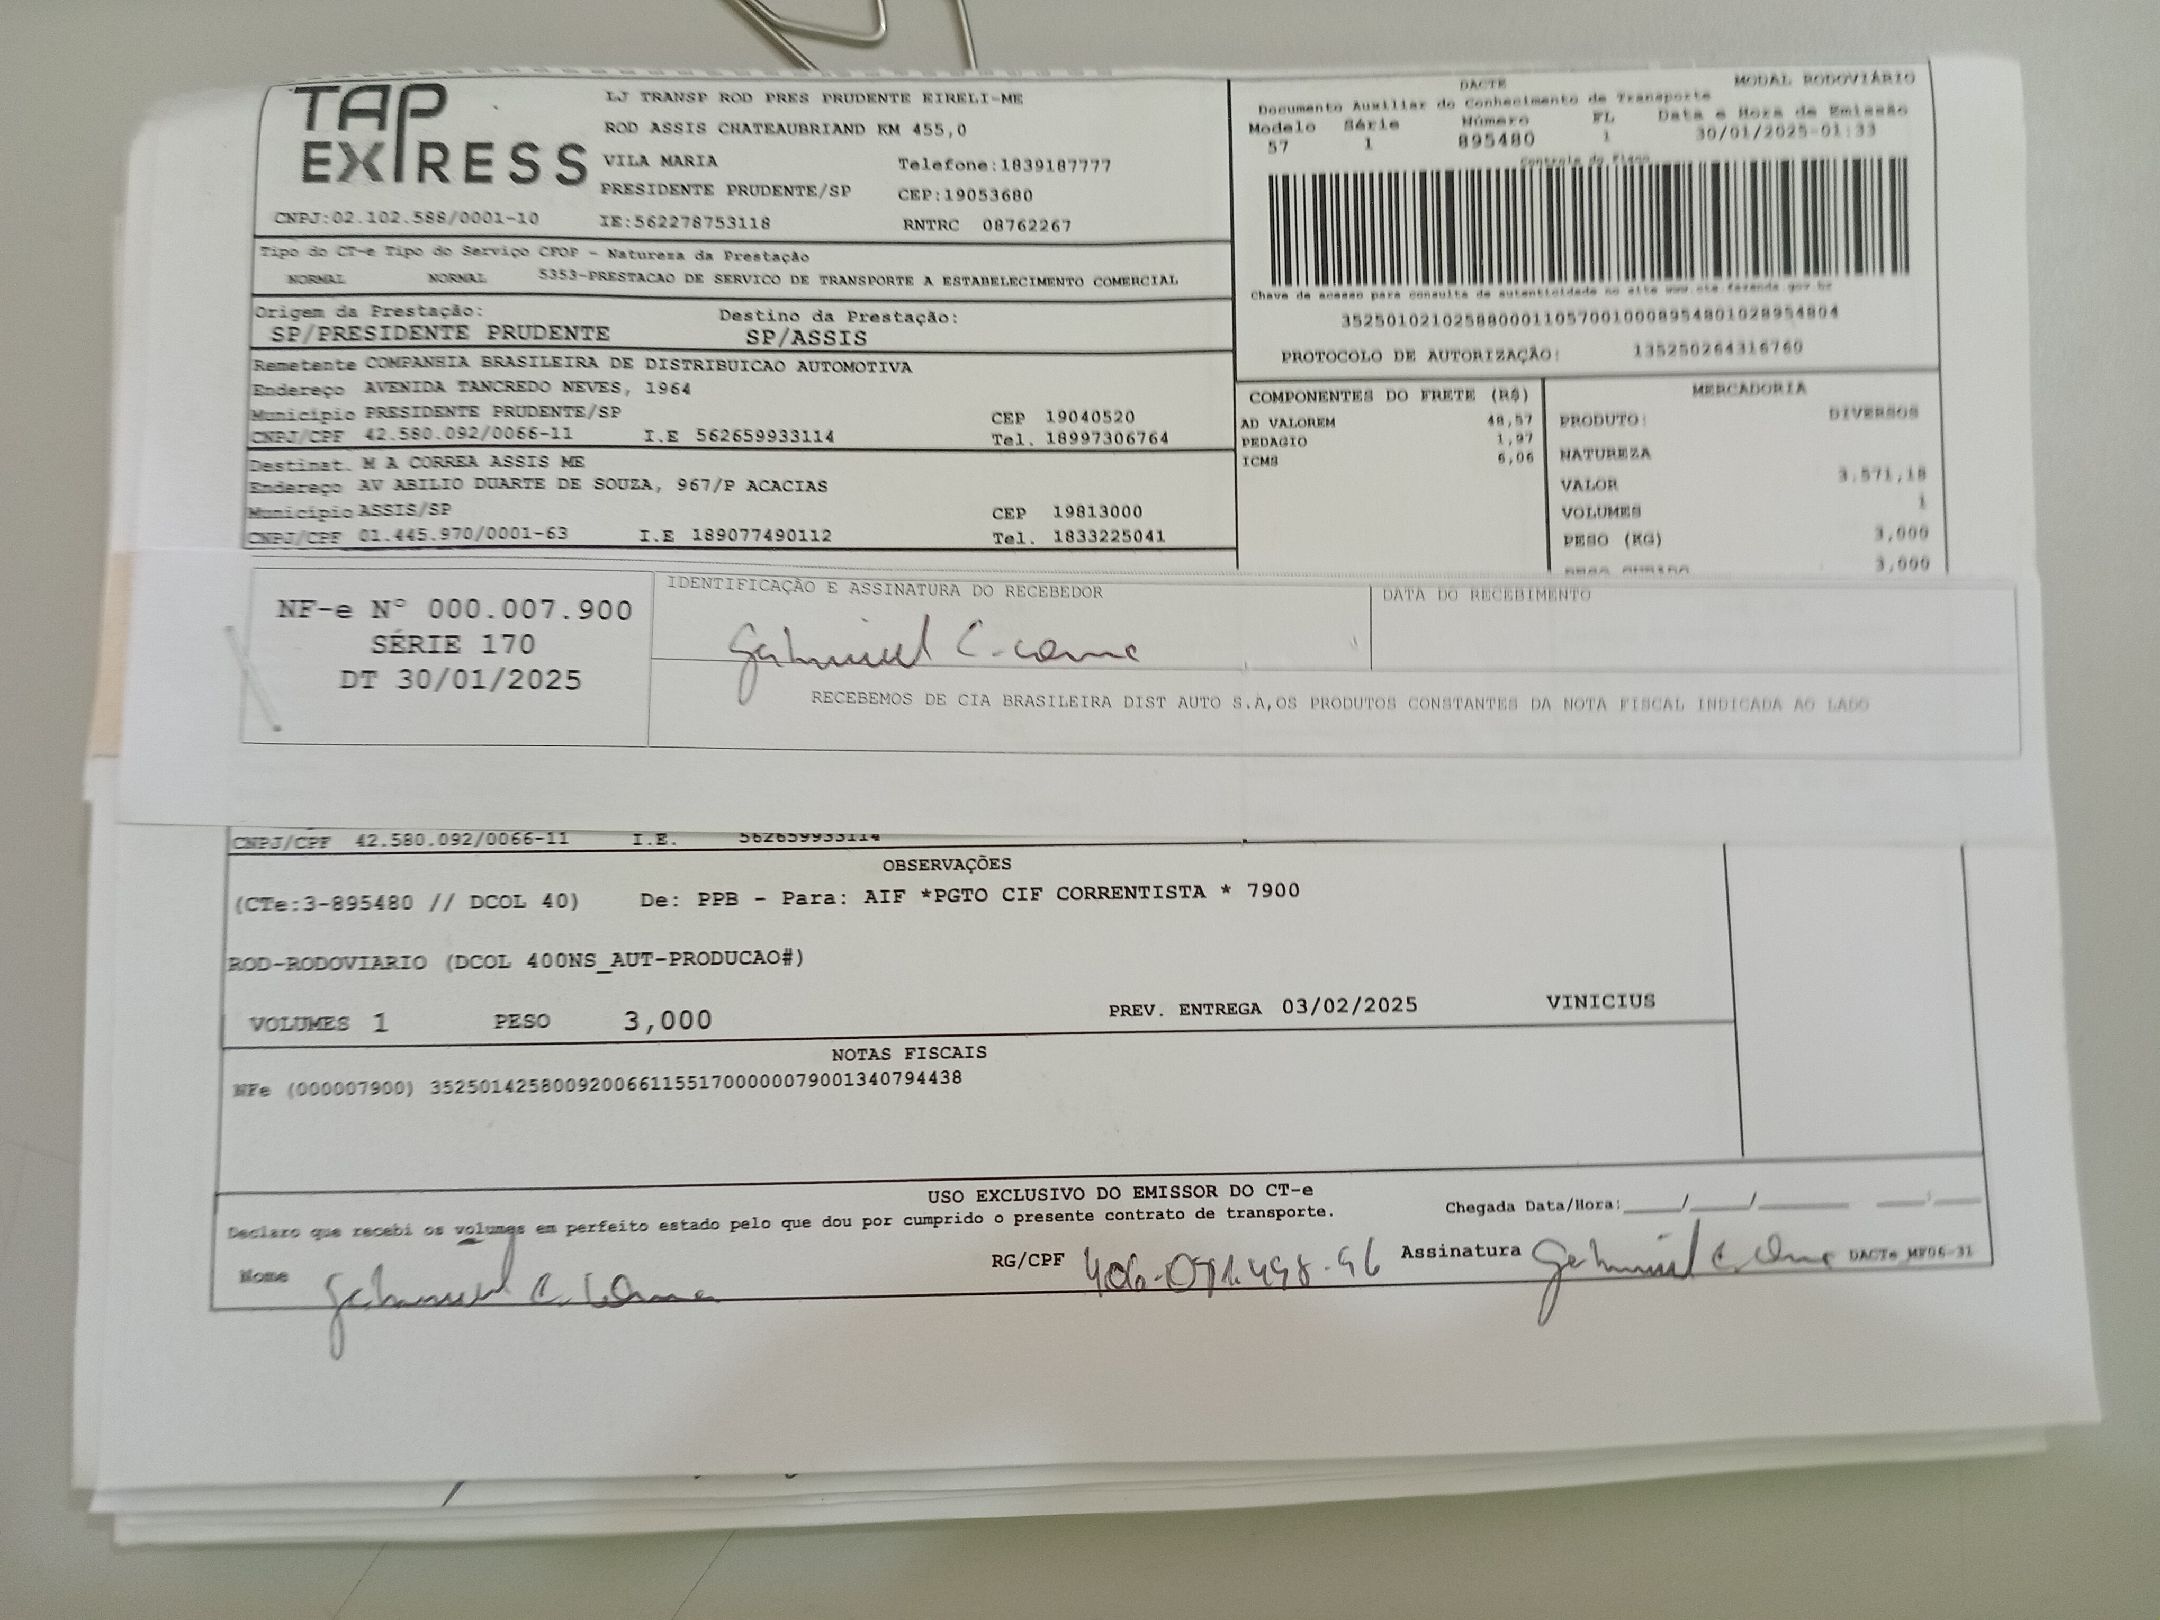 TAP EXPRESS
LJ TRANSP ROD PRES PRUDENTE EIRELI-ME
ROD ASSIS CHATEAUBRIAND KM 455,0
VILA MARIA Telefone:1839187777
PRESIDENTE PRUDENTE/SP CEP:19053680
CNPJ:02.102.588/0001-10 IE:562278753118 RNTRC 08762267
DACTE MODAL RODOVIÁRIO
Documento Auxiliar do Conhecimento de Transporte
Modelo Série Número FL Data e Hora de Emissão
57 1 895480 1 30/01/2025-01:33
Controle do Fisco
Chave de acesso para consulta de autenticidade no site www.cte.fazenda.gov.br
35250102102588000110570010008954801028954804
PROTOCOLO DE AUTORIZAÇÃO: 135250264316760
Tipo do CT-e Tipo do Serviço CFOP - Natureza da Prestação
NORMAL NORMAL 5353-PRESTACAO DE SERVICO DE TRANSPORTE A ESTABELECIMENTO COMERCIAL
Origem da Prestação: Destino da Prestação:
SP/PRESIDENTE PRUDENTE SP/ASSIS
Remetente COMPANHIA BRASILEIRA DE DISTRIBUICAO AUTOMOTIVA
Endereço AVENIDA TANCREDO NEVES, 1964
Município PRESIDENTE PRUDENTE/SP CEP 19040520
CNPJ/CPF 42.580.092/0066-11 I.E 562659933114 Tel. 18997306764
Destinat. M A CORREA ASSIS ME
Endereço AV ABILIO DUARTE DE SOUZA, 967/P ACACIAS
Município ASSIS/SP CEP 19813000
CNPJ/CPF 01.445.970/0001-63 I.E 189077490112 Tel. 1833225041
COMPONENTES DO FRETE (R$)
AD VALOREM 48,57
PEDAGIO 1,97
ICMS 6,06
MERCADORIA
PRODUTO: DIVERSOS
NATUREZA
VALOR 3.571,18
VOLUMES 1
PESO (KG) 3,000
3,000
NF-e Nº 000.007.900
SÉRIE 170
DT 30/01/2025
IDENTIFICAÇÃO E ASSINATURA DO RECEBEDOR
DATA DO RECEBIMENTO
RECEBEMOS DE CIA BRASILEIRA DIST AUTO S.A,OS PRODUTOS CONSTANTES DA NOTA FISCAL INDICADA AO LADO
CNPJ/CPF 42.580.092/0066-11 I.E. 562659933114
OBSERVAÇÕES
(CTe:3-895480 // DCOL 40) De: PPB - Para: AIF *PGTO CIF CORRENTISTA * 7900
ROD-RODOVIARIO (DCOL 400NS_AUT-PRODUCAO#)
VOLUMES 1 PESO 3,000 PREV. ENTREGA 03/02/2025 VINICIUS
NOTAS FISCAIS
NFe (000007900) 35250142580092006611551700000079001340794438
USO EXCLUSIVO DO EMISSOR DO CT-e
Declaro que recebi os volumes em perfeito estado pelo que dou por cumprido o presente contrato de transporte.
Chegada Data/Hora:____/____/______ ___:___
Nome RG/CPF Assinatura DACTe MF06-31